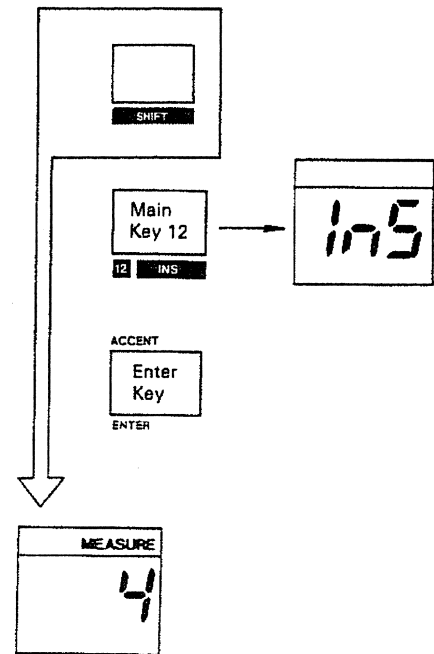 SHIFT
Main
Key 12
12 INS
InS
ACCENT
Enter
Key
ENTER
MEASURE
4